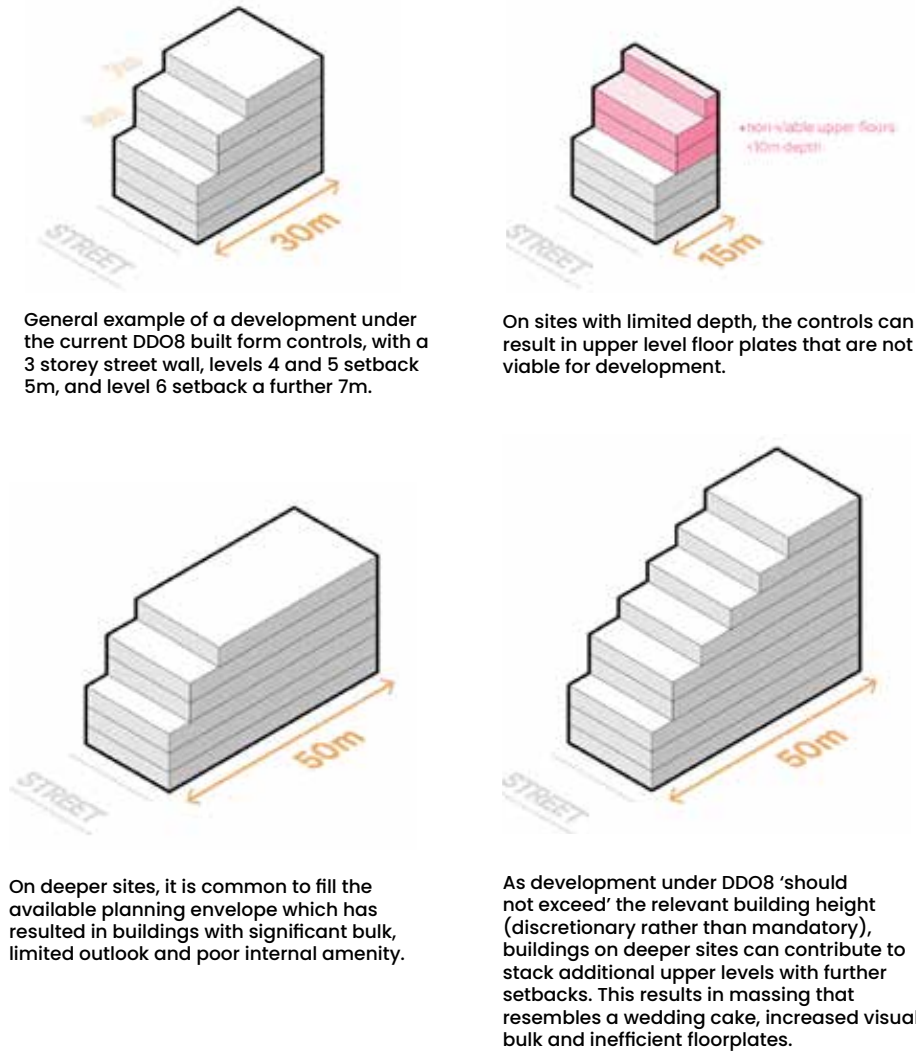 30m
STREET
General example of a development under
the current DDO8 built form controls, with a
3 storey street wall, levels 4 and 5 setback
5m, and level 6 setback a further 7m.
+non-viable upper floors
<10m depth
15m
STREET
On sites with limited depth, the controls can
result in upper level floor plates that are not
viable for development.
50m
STREET
On deeper sites, it is common to fill the
available planning envelope which has
resulted in buildings with significant bulk,
limited outlook and poor internal amenity.
50m
STREET
As development under DDO8 ‘should
not exceed’ the relevant building height
(discretionary rather than mandatory),
buildings on deeper sites can contribute to
stack additional upper levels with further
setbacks. This results in massing that
resembles a wedding cake, increased visual
bulk and inefficient floorplates.